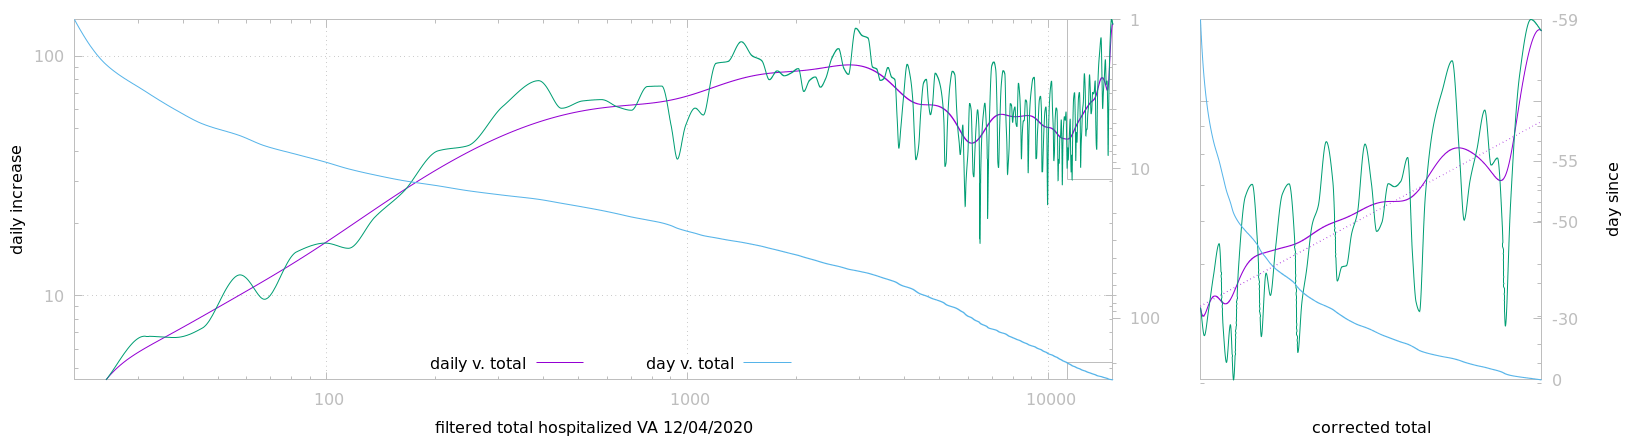 100
10
daily increase
1
10
100
daily v. total
day v. total
100
1000
10000
filtered total hospitalized VA 12/04/2020
-59
-55
-50
-30
0
day since
corrected total